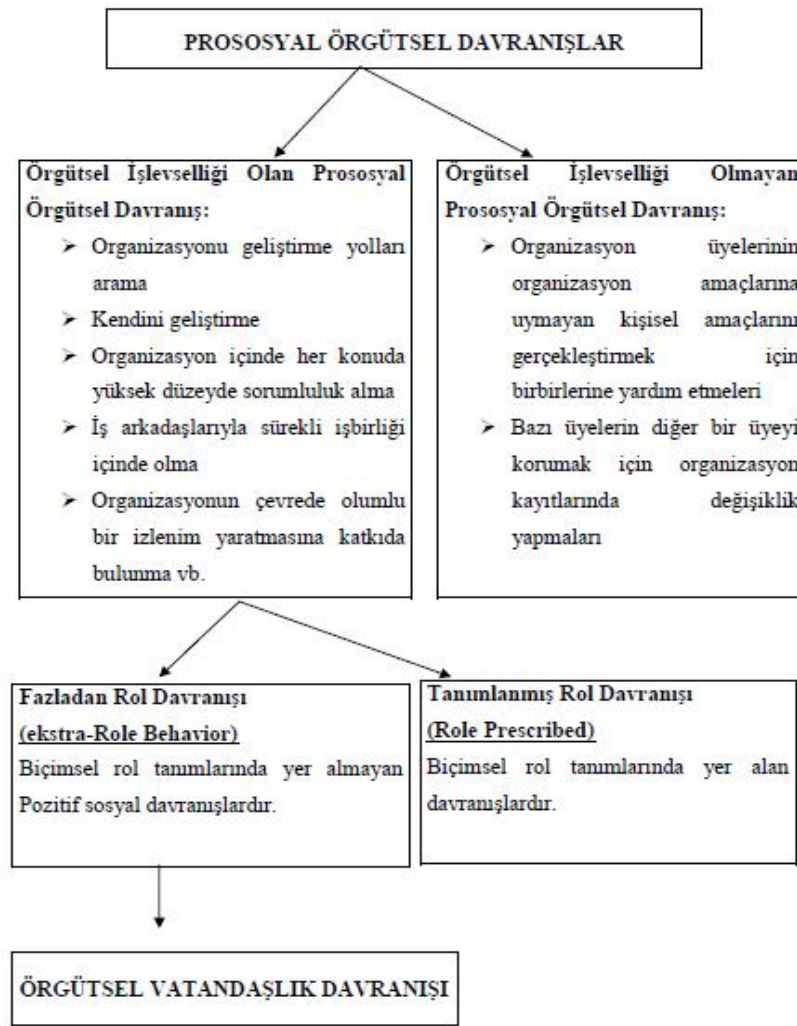 PROSOSYAL ÖRGÜTSEL DAVRANIŞLAR
Örgütsel İşlevselliği Olan Prososyal
Örgütsel Davranış:
➢ Organizasyonu geliştirme yolları
arama
➢ Kendini geliştirme
➢ Organizasyon içinde her konuda
yüksek düzeyde sorumluluk alma
➢ İş arkadaşlarıyla sürekli işbirliği
içinde olma
➢ Organizasyonun çevrede olumlu
bir izlenim yaratmasına katkıda
bulunma vb.
Örgütsel İşlevselliği Olmayan
Prososyal Örgütsel Davranış:
➢ Organizasyon üyelerinin
organizasyon amaçlarına
uymayan kişisel amaçlarını
gerçekleştirmek için
birbirlerine yardım etmeleri
➢ Bazı üyelerin diğer bir üyeyi
korumak için organizasyon
kayıtlarında değişiklik
yapmaları
Fazladan Rol Davranışı
(ekstra-Role Behavior)
Biçimsel rol tanımlarında yer almayan
Pozitif sosyal davranışlardır.
Tanımlanmış Rol Davranışı
(Role Prescribed)
Biçimsel rol tanımlarında yer alan
davranışlardır.
ÖRGÜTSEL VATANDAŞLIK DAVRANIŞI